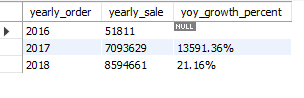 yearly_order yearly_sale yoy_growth_percent
2016 51811 NULL
2017 7093629 13591.36%
2018 8594661 21.16%